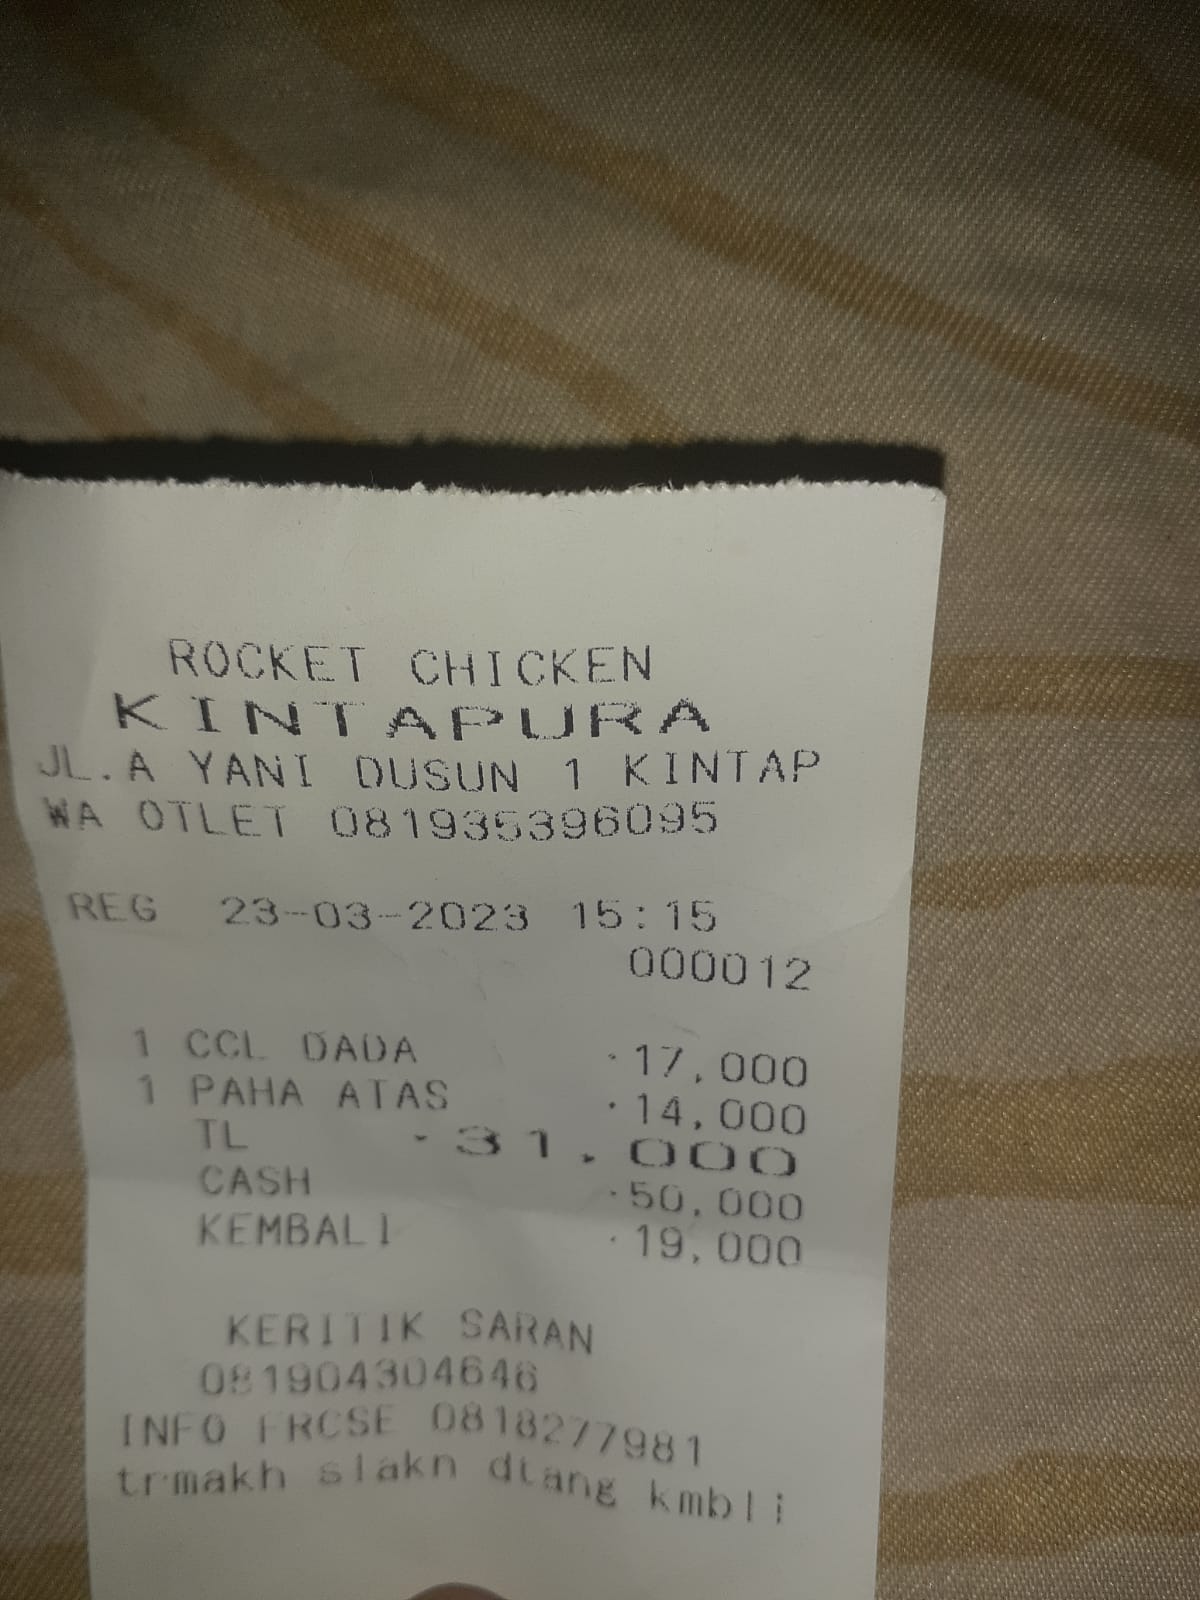 ROCKET CHICKEN
KINTAPURA
JL.A YANI DUSUN 1 KINTAP
WA OTLET 081935396095
REG 23-03-2023 15:15
000012
1 CCL DADA ·17,000
1 PAHA ATAS ·14,000
TL ·31,000
CASH ·50,000
KEMBALI ·19,000
KERITIK SARAN
081904304646
INFO FRCSE 0818277981
trmakh slakn dtang kmbli